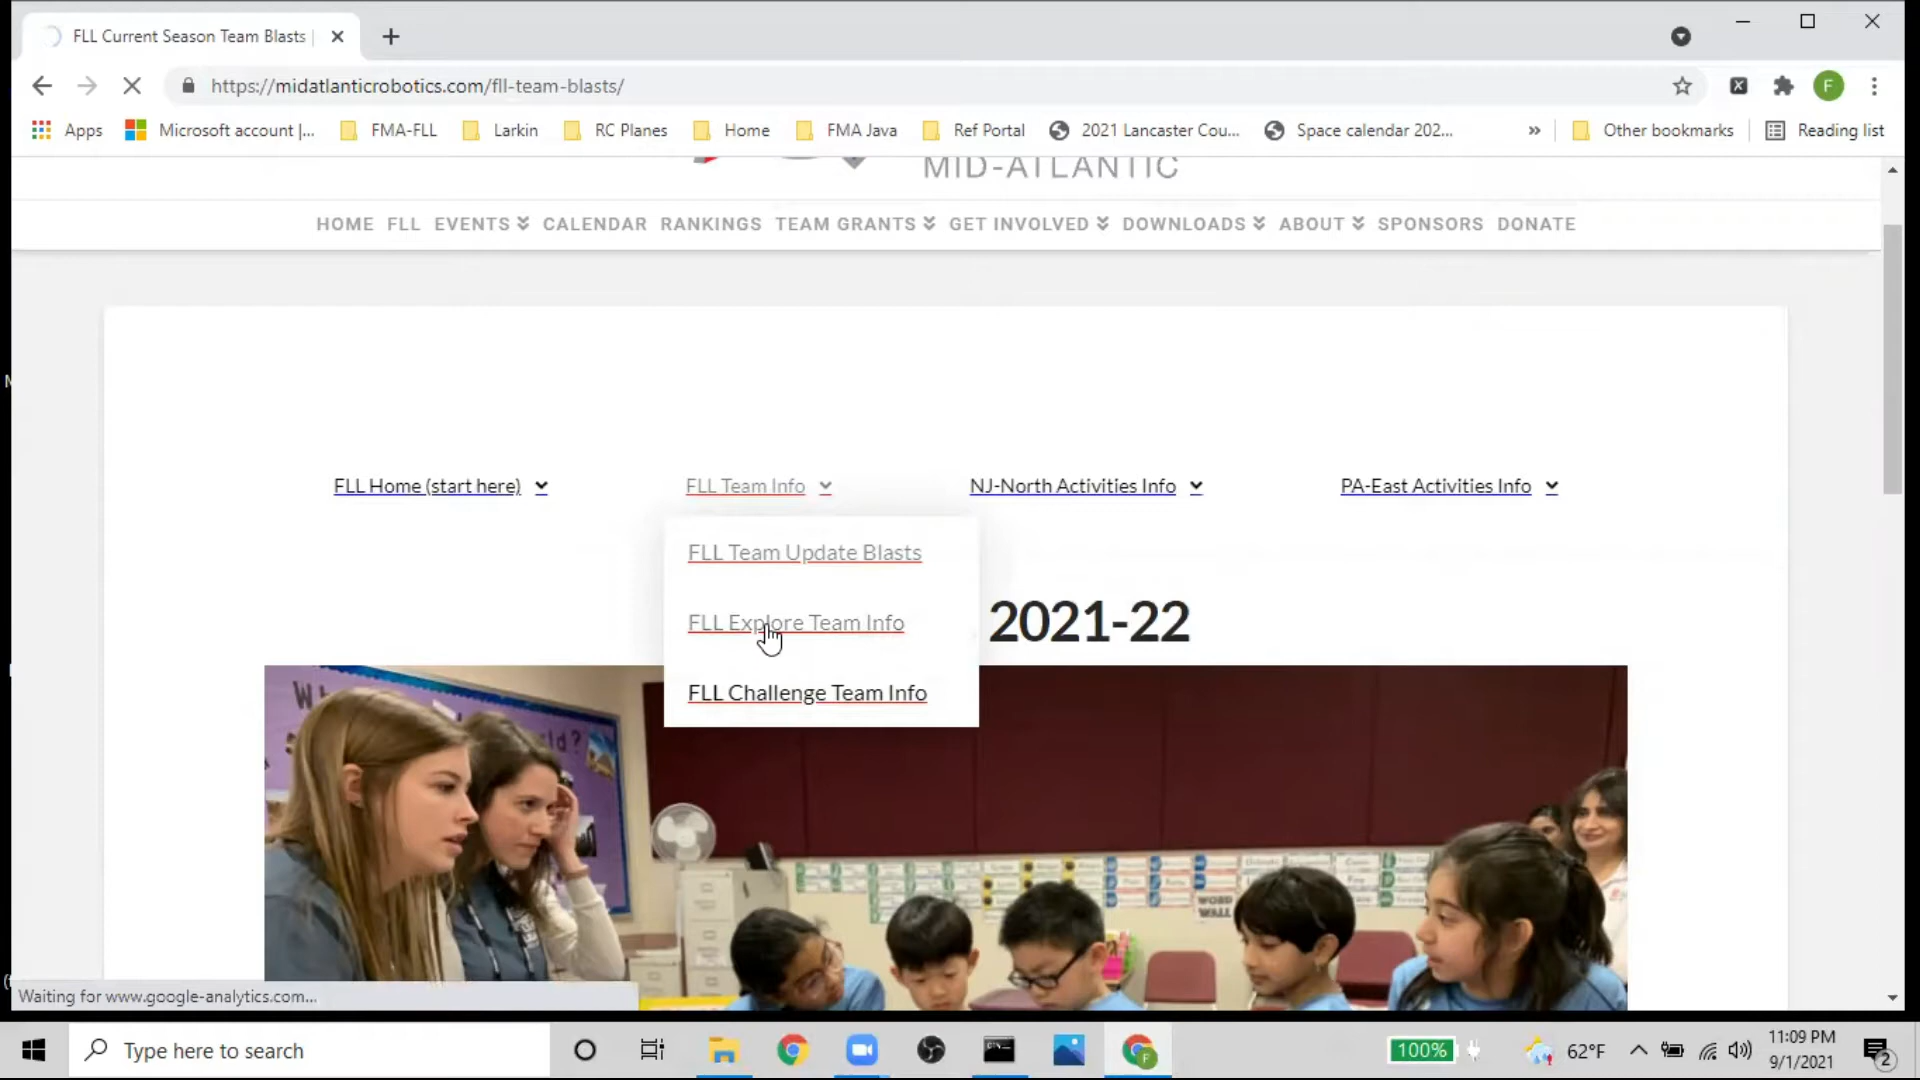 FLL Current Season Team Blasts
https://midatlanticrobotics.com/fll-team-blasts/
F
Apps
Microsoft account |...
FMA-FLL
Larkin
RC Planes
Home
FMA Java
Ref Portal
2021 Lancaster Cou...
Space calendar 202...
»
Other bookmarks
Reading list
MID-ATLANTIC
HOME FLL EVENTS CALENDAR RANKINGS TEAM GRANTS GET INVOLVED DOWNLOADS ABOUT SPONSORS DONATE
FLL Home (start here)
FLL Team Info
NJ-North Activities Info
PA-East Activities Info
FLL Team Update Blasts
FLL Explore Team Info
2021-22
FLL Challenge Team Info
WORD
WALL
Waiting for www.google-analytics.com...
Type here to search
100%
62°F
11:09 PM
9/1/2021
2